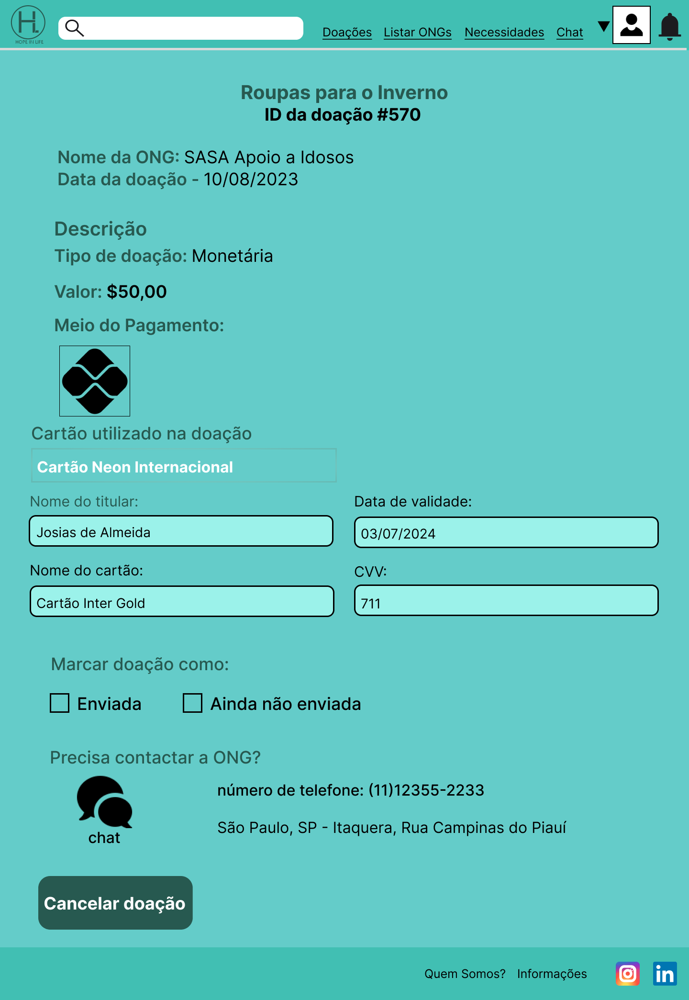 H.
HOPE IN LIFE
Doações Listar ONGs Necessidades Chat
Roupas para o Inverno
ID da doação #570
Nome da ONG: SASA Apoio a Idosos
Data da doação - 10/08/2023
Descrição
Tipo de doação: Monetária
Valor: $50,00
Meio do Pagamento:
Cartão utilizado na doação
Cartão Neon Internacional
Nome do titular:
Josias de Almeida
Data de validade:
03/07/2024
Nome do cartão:
Cartão Inter Gold
CVV:
711
Marcar doação como:
Enviada
Ainda não enviada
Precisa contactar a ONG?
chat
número de telefone: (11)12355-2233
São Paulo, SP - Itaquera, Rua Campinas do Piauí
Cancelar doação
Quem Somos? Informações
in